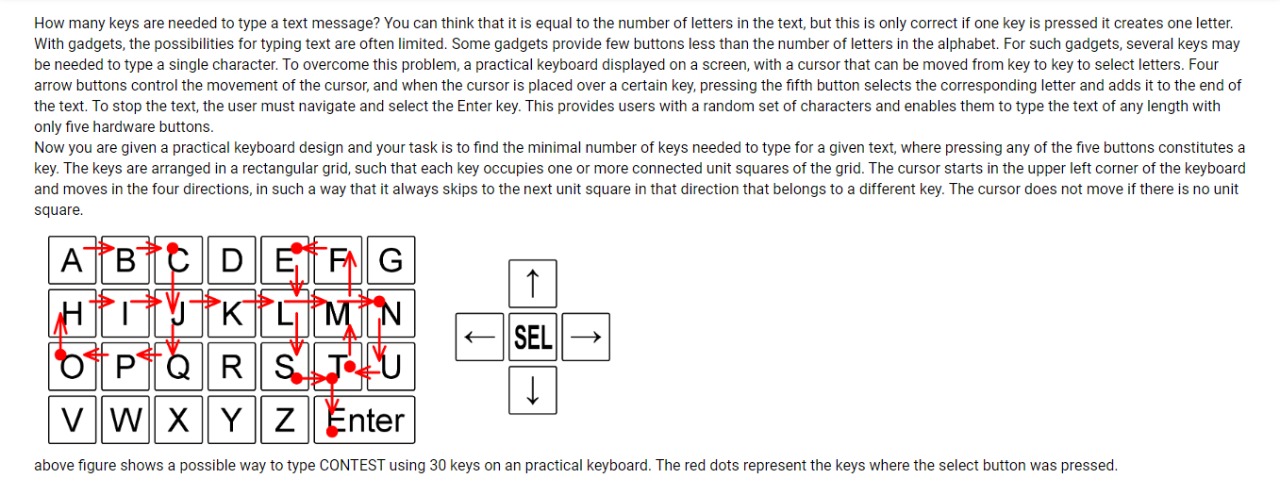 How many keys are needed to type a text message? You can think that it is equal to the number of letters in the text, but this is only correct if one key is pressed it creates one letter.
With gadgets, the possibilities for typing text are often limited. Some gadgets provide few buttons less than the number of letters in the alphabet. For such gadgets, several keys may
be needed to type a single character. To overcome this problem, a practical keyboard displayed on a screen, with a cursor that can be moved from key to key to select letters. Four
arrow buttons control the movement of the cursor, and when the cursor is placed over a certain key, pressing the fifth button selects the corresponding letter and adds it to the end of
the text. To stop the text, the user must navigate and select the Enter key. This provides users with a random set of characters and enables them to type the text of any length with
only five hardware buttons.
Now you are given a practical keyboard design and your task is to find the minimal number of keys needed to type for a given text, where pressing any of the five buttons constitutes a
key. The keys are arranged in a rectangular grid, such that each key occupies one or more connected unit squares of the grid. The cursor starts in the upper left corner of the keyboard
and moves in the four directions, in such a way that it always skips to the next unit square in that direction that belongs to a different key. The cursor does not move if there is no unit
square.
A B C D E F G
H I J K L M N
O P Q R S T U
V W X Y Z Enter
↑
← SEL →
↓
above figure shows a possible way to type CONTEST using 30 keys on an practical keyboard. The red dots represent the keys where the select button was pressed.